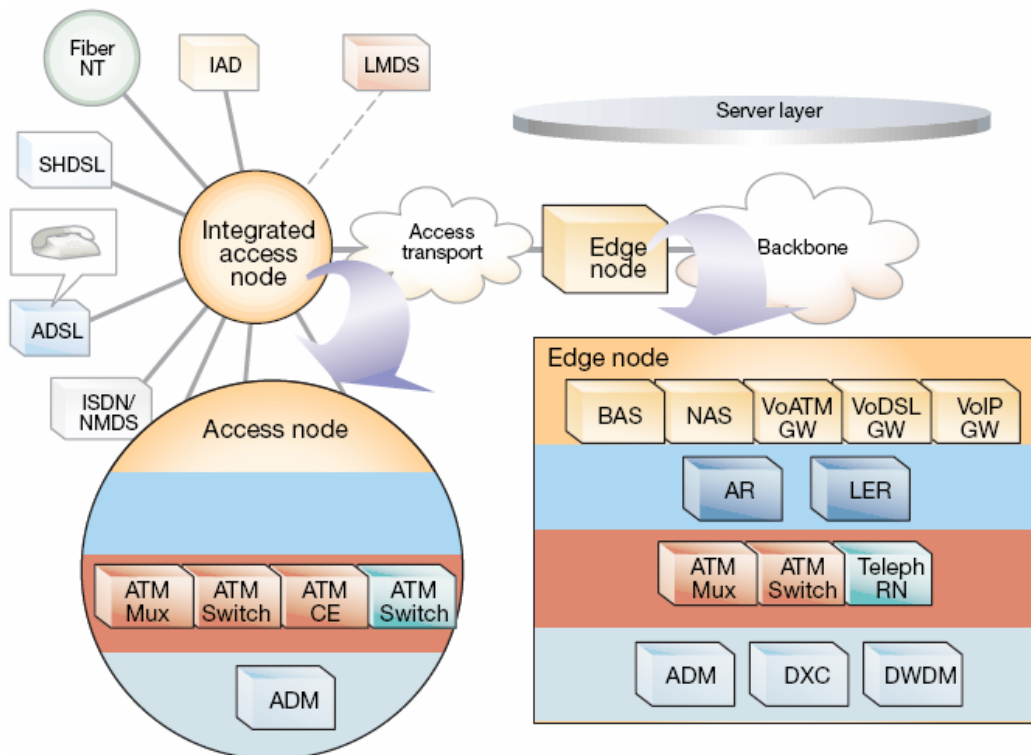 Fiber
NT
IAD
LMDS
Server layer
SHDSL
Integrated
access
node
Access
transport
Edge
node
Backbone
ADSL
ISDN/
NMDS
Access node
ATM
Mux
ATM
Switch
ATM
CE
ATM
Switch
ADM
Edge node
BAS
NAS
VoATM
GW
VoDSL
GW
VoIP
GW
AR
LER
ATM
Mux
ATM
Switch
Teleph
RN
ADM
DXC
DWDM